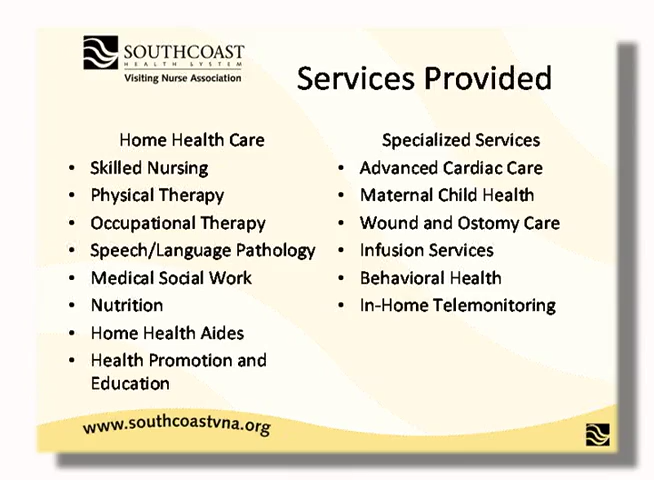 SOUTHCOAST
HEALTH SYSTEM
Visiting Nurse Association
Services Provided
Home Health Care
• Skilled Nursing
• Physical Therapy
• Occupational Therapy
• Speech/Language Pathology
• Medical Social Work
• Nutrition
• Home Health Aides
• Health Promotion and
Education
Specialized Services
• Advanced Cardiac Care
• Maternal Child Health
• Wound and Ostomy Care
• Infusion Services
• Behavioral Health
• In-Home Telemonitoring
www.southcoastvna.org